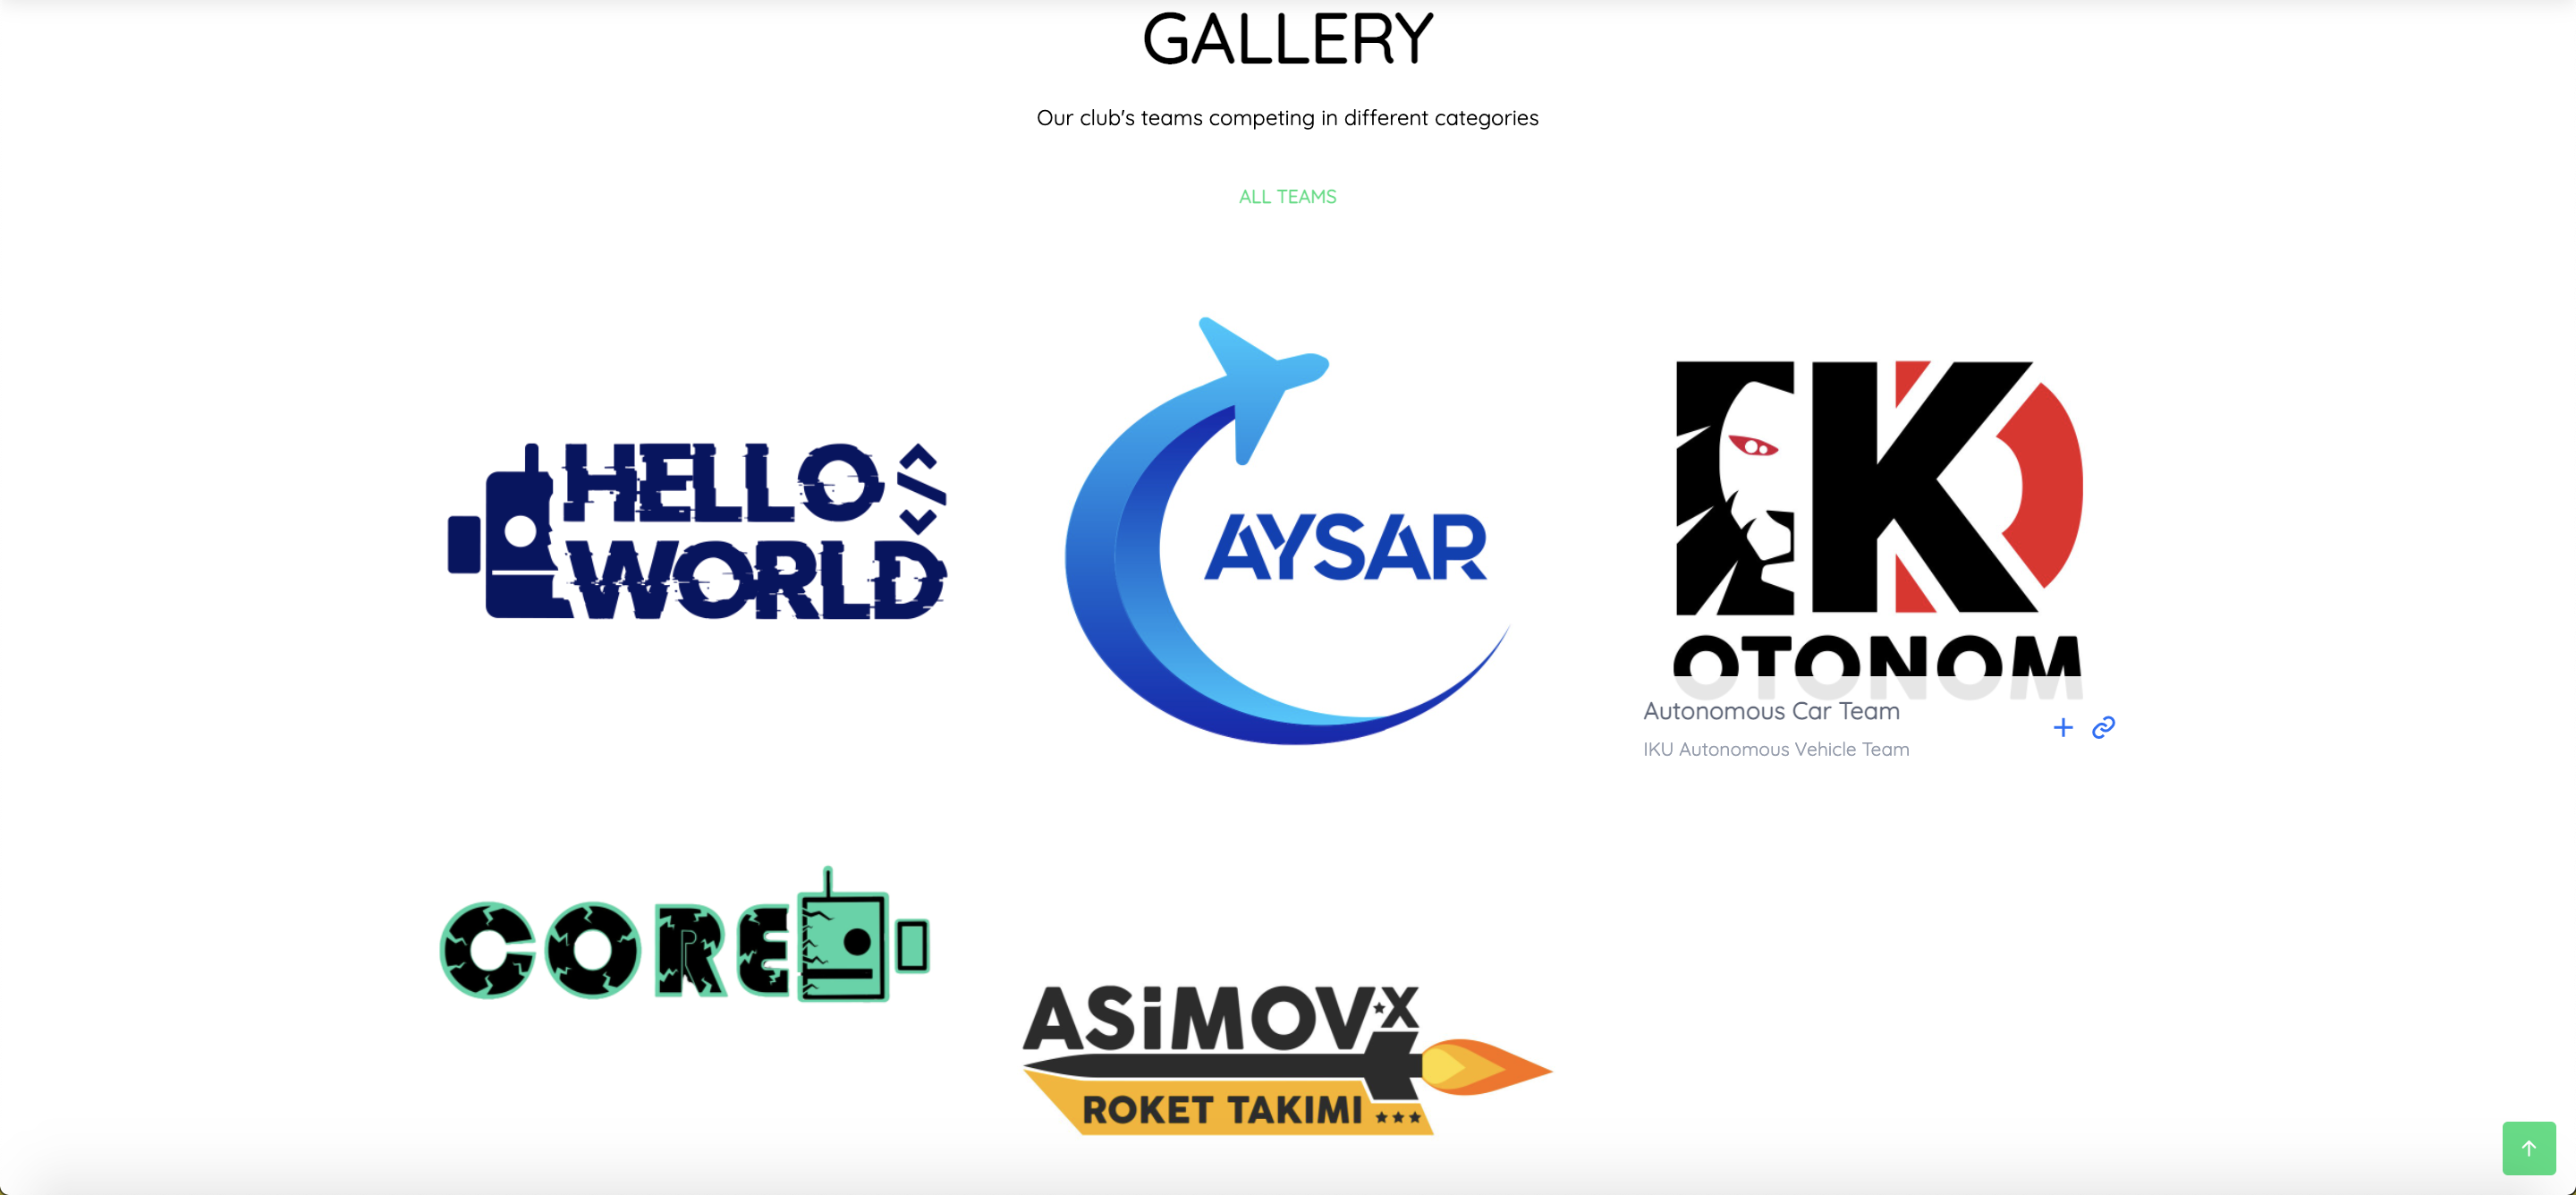 GALLERY
Our club's teams competing in different categories
ALL TEAMS
HELLO
WORLD
AYSAR
IKO
OTONOM
Autonomous Car Team
IKU Autonomous Vehicle Team
CORE
ASiMOV X
ROKET TAKIMI